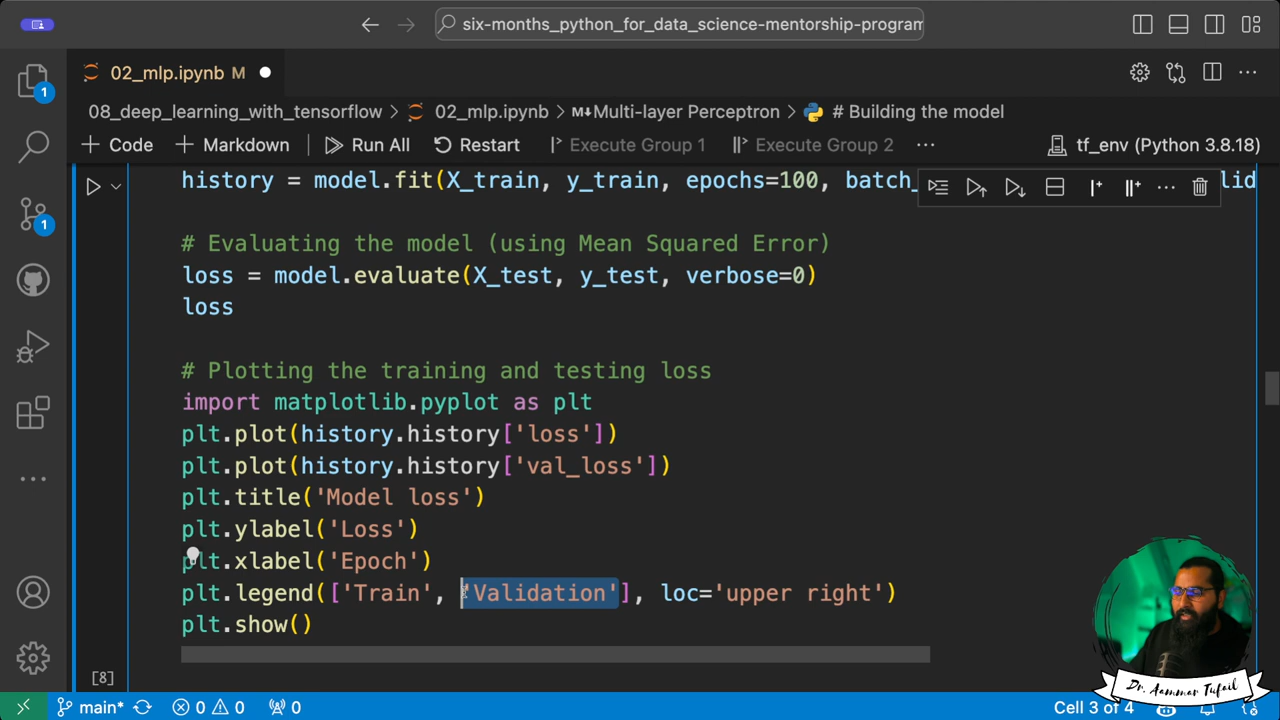 six-months_python_for_data_science-mentorship-program
02_mlp.ipynb M
08_deep_learning_with_tensorflow > 02_mlp.ipynb > M↓Multi-layer Perceptron > # Building the model
+ Code + Markdown Run All Restart Execute Group 1 Execute Group 2 ... tf_env (Python 3.8.18)
history = model.fit(X_train, y_train, epochs=100, batch_ lid
# Evaluating the model (using Mean Squared Error)
loss = model.evaluate(X_test, y_test, verbose=0)
loss
# Plotting the training and testing loss
import matplotlib.pyplot as plt
plt.plot(history.history['loss'])
plt.plot(history.history['val_loss'])
plt.title('Model loss')
plt.ylabel('Loss')
plt.xlabel('Epoch')
plt.legend(['Train', 'Validation'], loc='upper right')
plt.show()
[8]
1
1
Dr. Aammar Tufail
main* 0 0 0 Cell 3 of 4